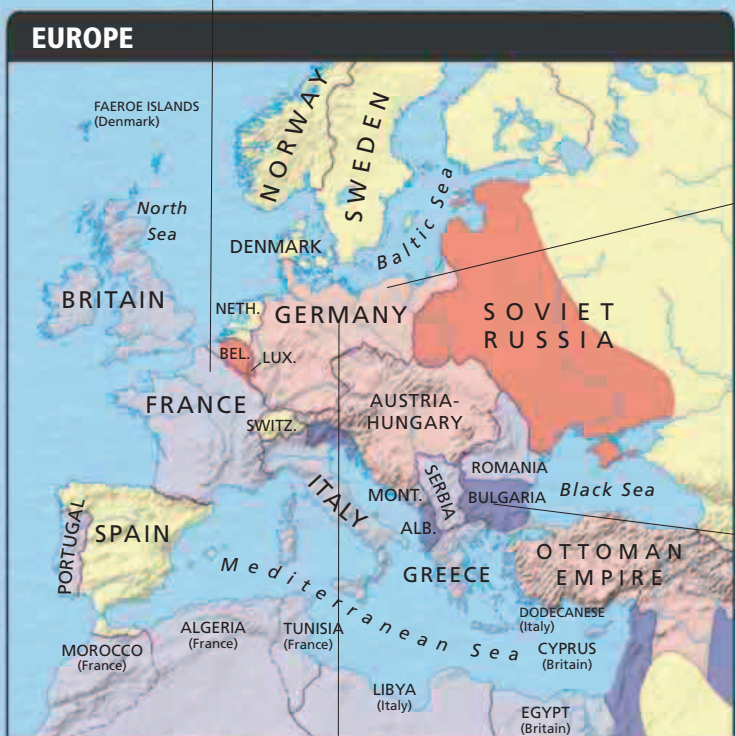 EUROPE
FAEROE ISLANDS
(Denmark)
NORWAY
SWEDEN
North
Sea
Baltic Sea
DENMARK
BRITAIN
NETH.
GERMANY
SOVIET
RUSSIA
BEL.
LUX.
FRANCE
AUSTRIA-
HUNGARY
SWITZ.
ROMANIA
SERBIA
ITALY
MONT.
BULGARIA
Black Sea
PORTUGAL
SPAIN
ALB.
OTTOMAN
EMPIRE
GREECE
Mediterranean Sea
DODECANESE
(Italy)
ALGERIA
(France)
TUNISIA
(France)
MOROCCO
(France)
CYPRUS
(Britain)
LIBYA
(Italy)
EGYPT
(Britain)